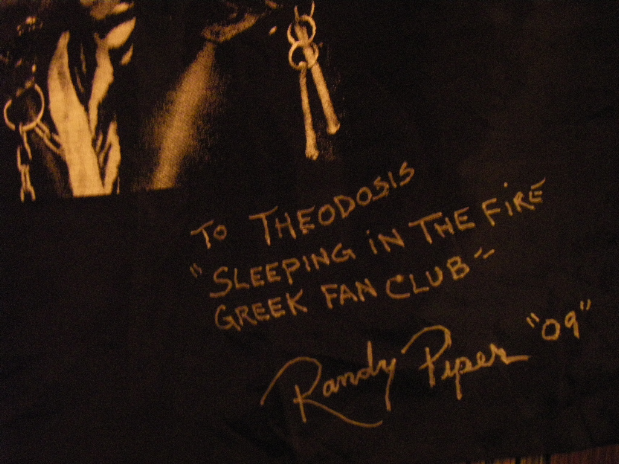 To THEODOSIS
"SLEEPING iN THE FiRE
GREEK FAN CLUB"
Randy Piper "09"